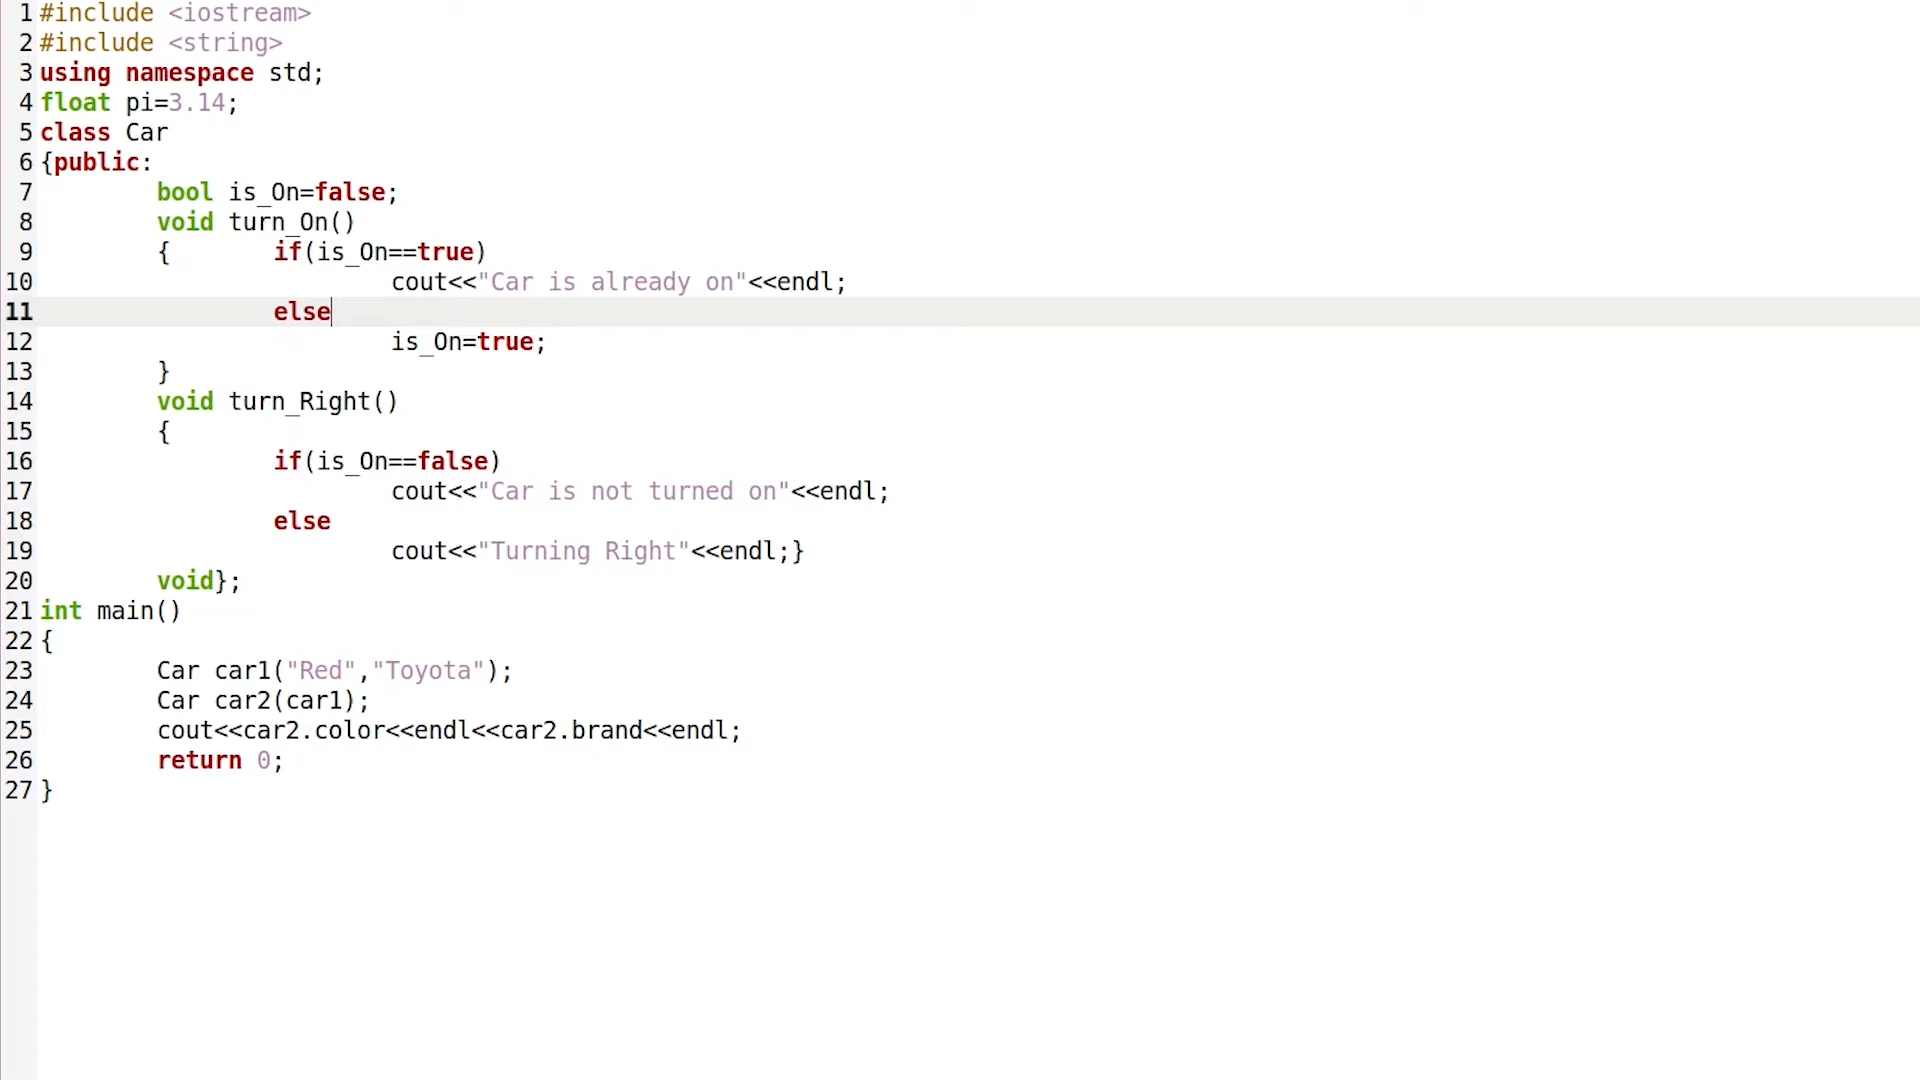 1 #include <iostream>
2 #include <string>
3 using namespace std;
4 float pi=3.14;
5 class Car
6 {public:
7 bool is_On=false;
8 void turn_On()
9 { if(is_On==true)
10 cout<<"Car is already on"<<endl;
11 else
12 is_On=true;
13 }
14 void turn_Right()
15 {
16 if(is_On==false)
17 cout<<"Car is not turned on"<<endl;
18 else
19 cout<<"Turning Right"<<endl;}
20 void};
21 int main()
22 {
23 Car car1("Red","Toyota");
24 Car car2(car1);
25 cout<<car2.color<<endl<<car2.brand<<endl;
26 return 0;
27 }